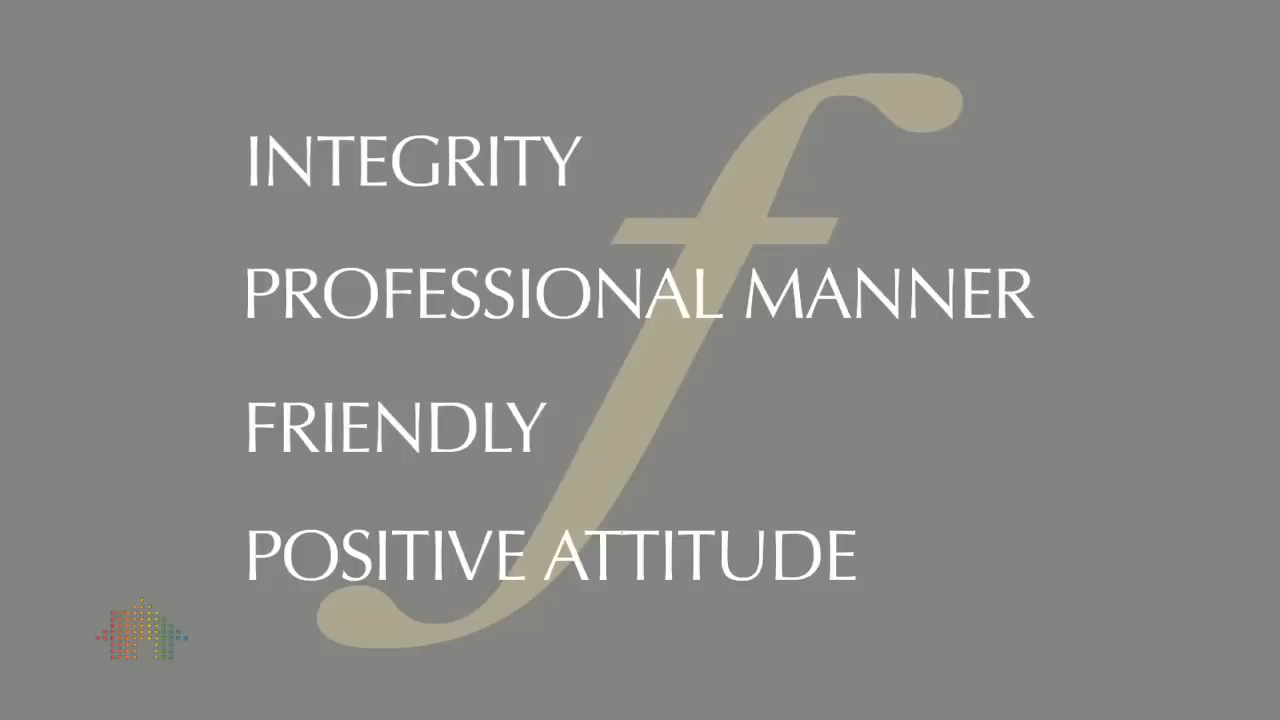 f
INTEGRITY
PROFESSIONAL MANNER
FRIENDLY
POSITIVE ATTITUDE